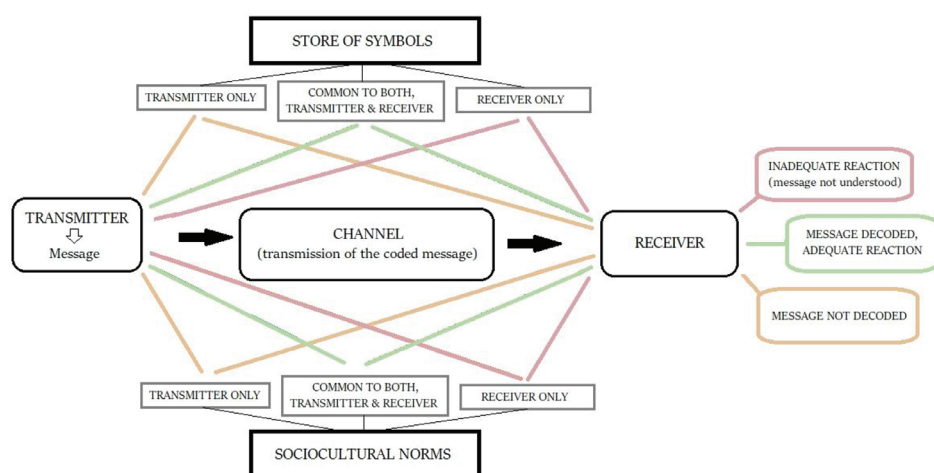 STORE OF SYMBOLS
TRANSMITTER ONLY
COMMON TO BOTH,
TRANSMITTER & RECEIVER
RECEIVER ONLY
TRANSMITTER
Message
CHANNEL
(transmission of the coded message)
RECEIVER
INADEQUATE REACTION
(message not understood)
MESSAGE DECODED,
ADEQUATE REACTION
MESSAGE NOT DECODED
TRANSMITTER ONLY
COMMON TO BOTH,
TRANSMITTER & RECEIVER
RECEIVER ONLY
SOCIOCULTURAL NORMS